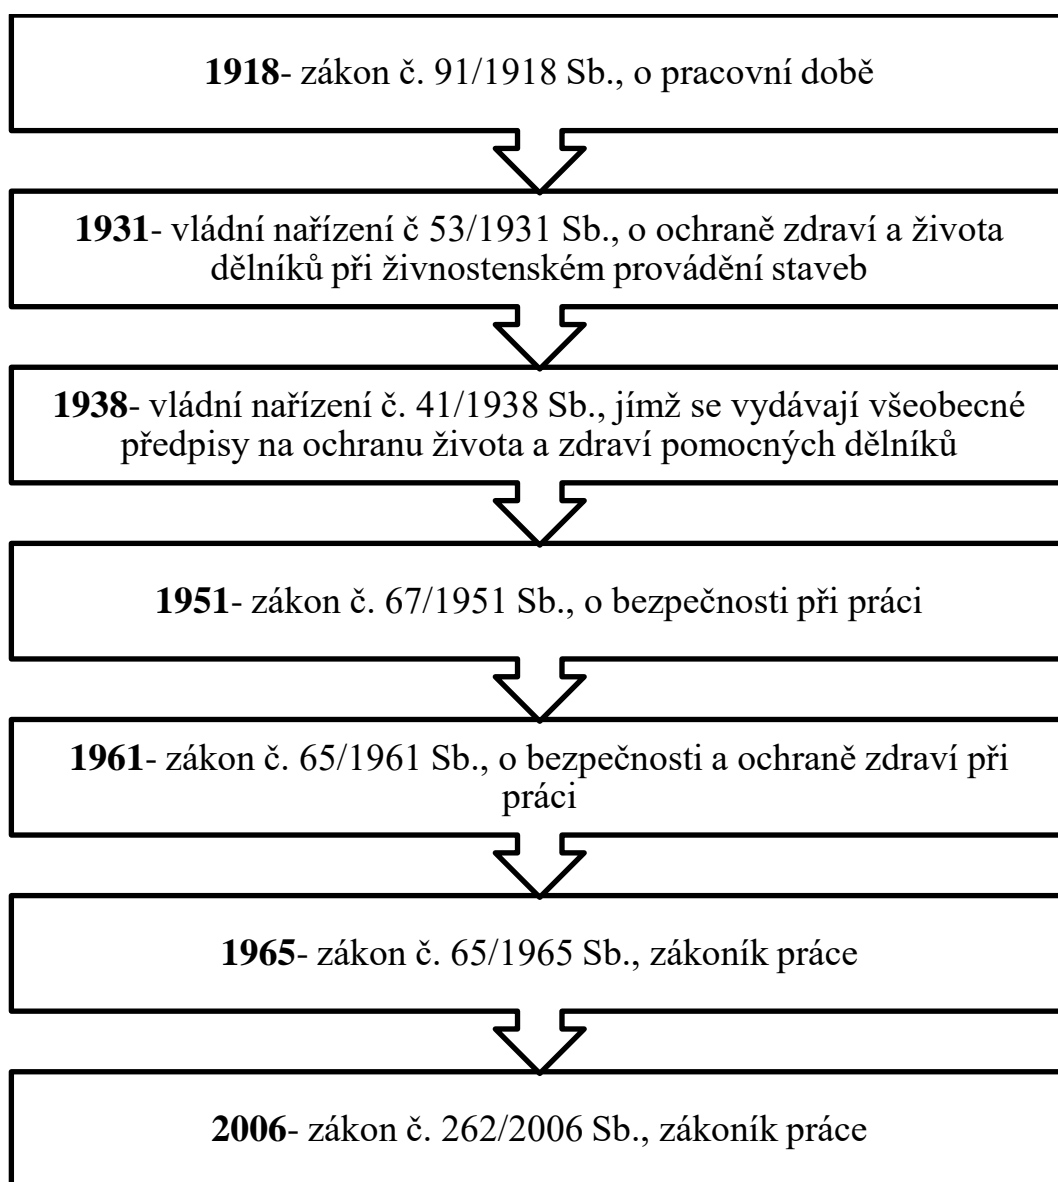 1918- zákon č. 91/1918 Sb., o pracovní době
1931- vládní nařízení č 53/1931 Sb., o ochraně zdraví a života
dělníků při živnostenském provádění staveb
1938- vládní nařízení č. 41/1938 Sb., jímž se vydávají všeobecné
předpisy na ochranu života a zdraví pomocných dělníků
1951- zákon č. 67/1951 Sb., o bezpečnosti při práci
1961- zákon č. 65/1961 Sb., o bezpečnosti a ochraně zdraví při
práci
1965- zákon č. 65/1965 Sb., zákoník práce
2006- zákon č. 262/2006 Sb., zákoník práce